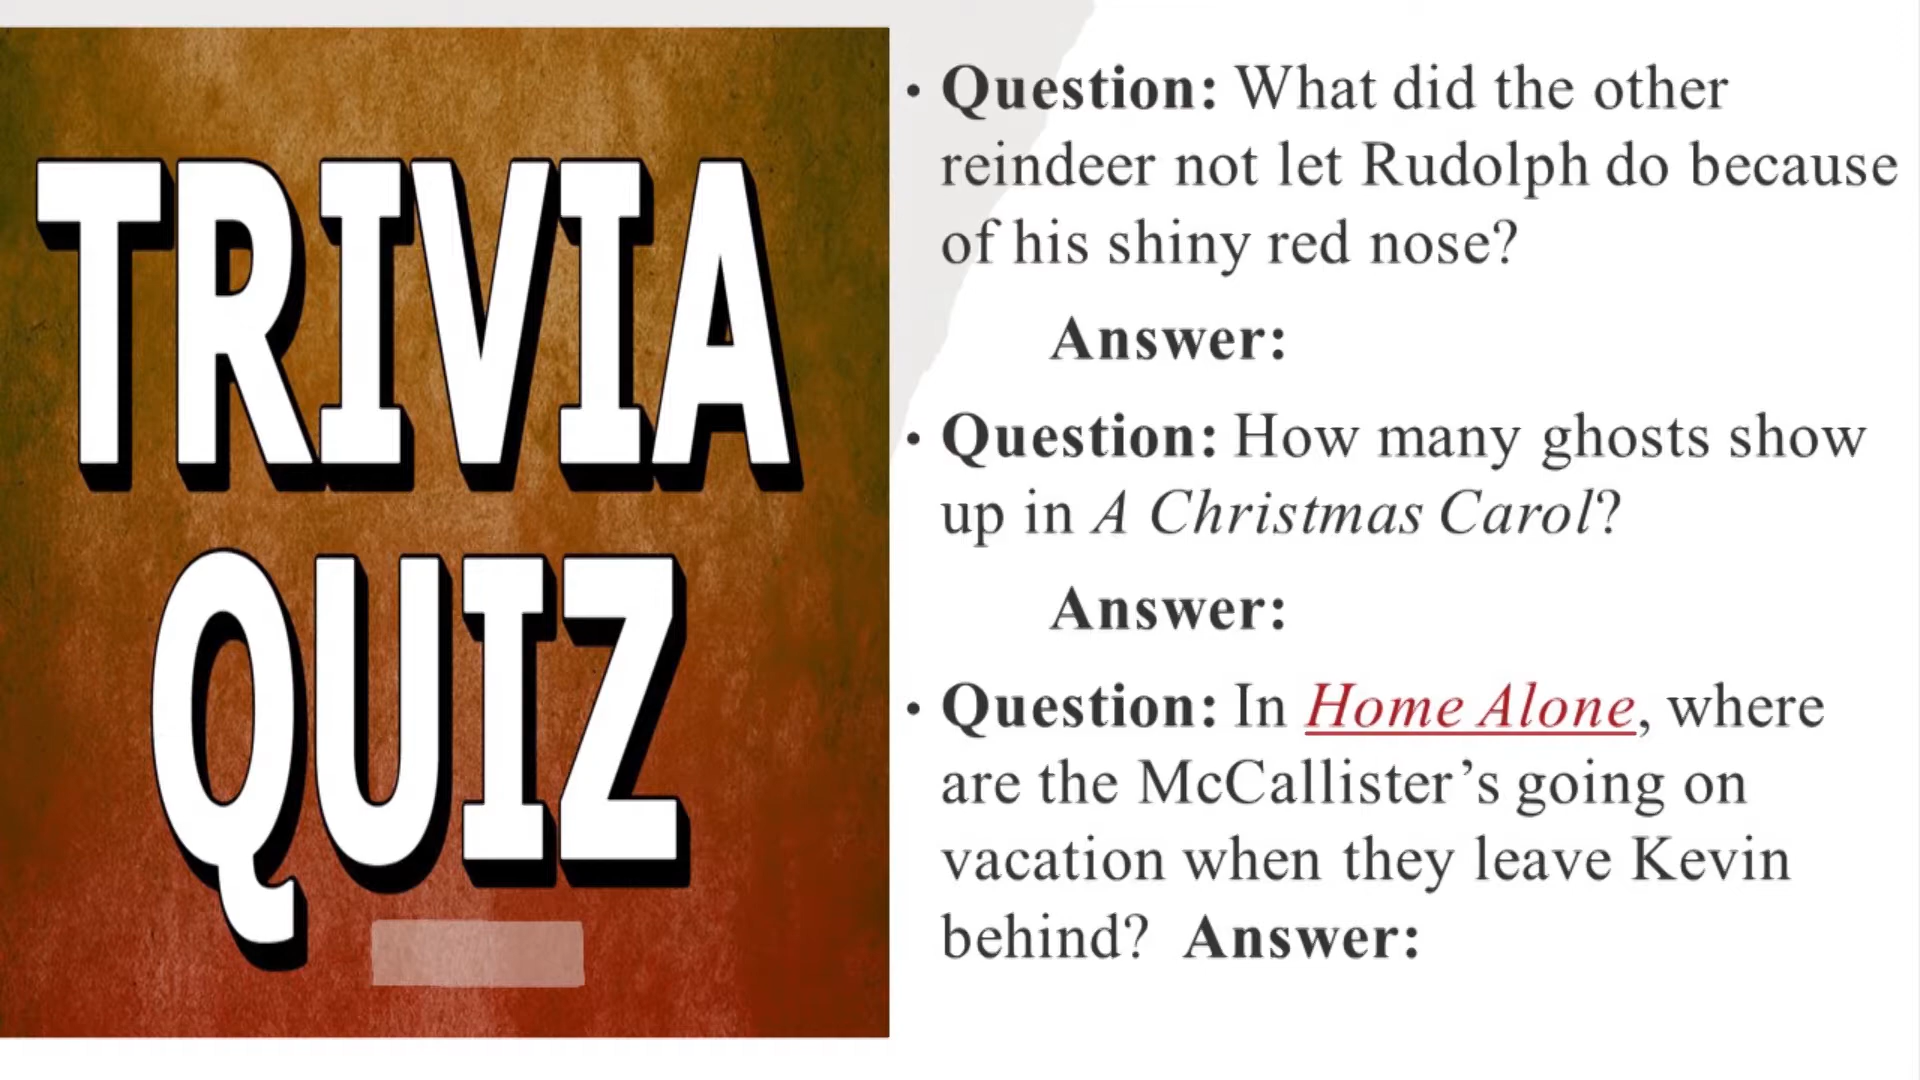 TRIVIA
QUIZ
• Question: What did the other
reindeer not let Rudolph do because
of his shiny red nose?
Answer:
• Question: How many ghosts show
up in A Christmas Carol?
Answer:
• Question: In Home Alone, where
are the McCallister’s going on
vacation when they leave Kevin
behind? Answer: